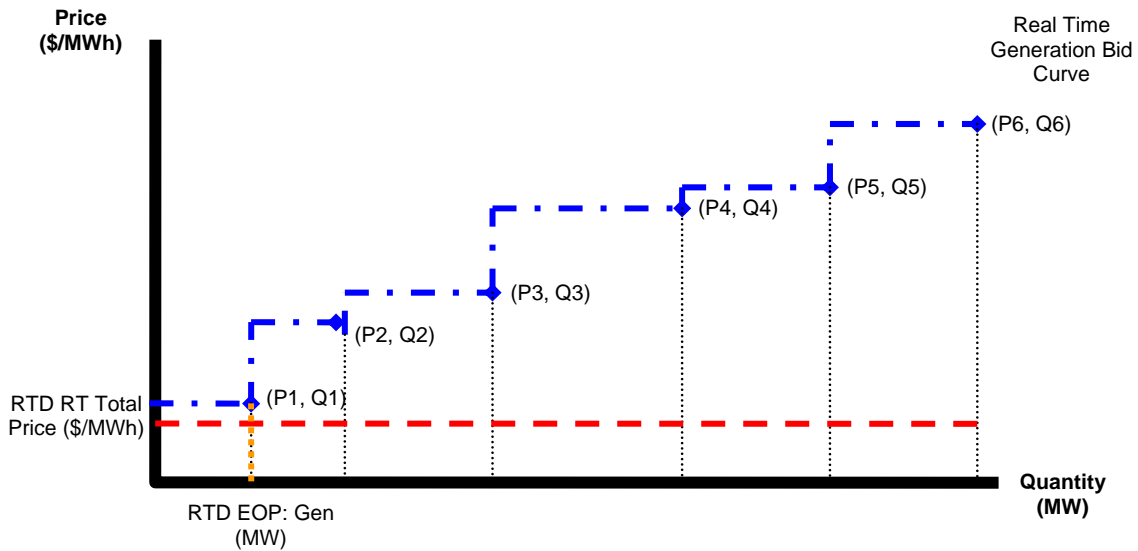 Price
($/MWh)
Real Time
Generation Bid
Curve
(P6, Q6)
(P5, Q5)
(P4, Q4)
(P3, Q3)
(P2, Q2)
(P1, Q1)
RTD RT Total
Price ($/MWh)
Quantity
(MW)
RTD EOP: Gen
(MW)